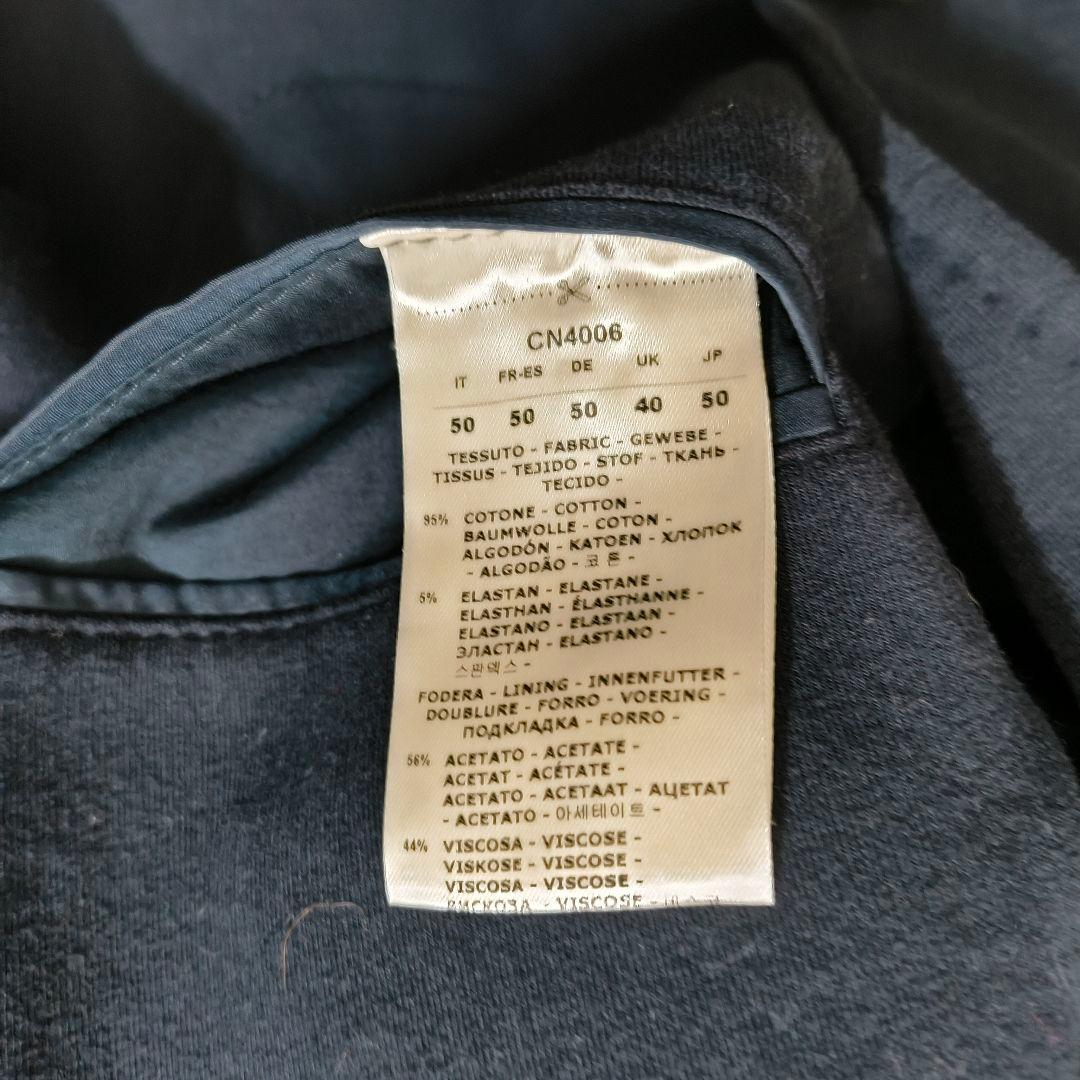 CN4006
IT FR-ES DE UK JP
50 50 50 40 50
TESSUTO - FABRIC - GEWEBE -
TISSUS - TEJIDO - STOF - ТКАНЬ -
TECIDO -
95% COTONE - COTTON -
BAUMWOLLE - COTON -
ALGODÓN - KATOEN - ХЛОПОК
- ALGODÃO - 코튼 -
5% ELASTAN - ELASTANE -
ELASTHAN - ÉLASTHANNE -
ELASTANO - ELASTAAN -
ЭЛАСТАН - ELASTANO -
스판덱스 -
FODERA - LINING - INNENFUTTER -
DOUBLURE - FORRO - VOERING -
ПОДКЛАДКА - FORRO -
56% ACETATO - ACETATE -
ACETAT - ACÉTATE -
ACETATO - ACETAAT - АЦЕТАТ
- ACETATO - 아세테이트 -
44% VISCOSA - VISCOSE -
VISKOSE - VISCOSE -
VISCOSA - VISCOSE -
ВИСКОЗА - VISCOSE -